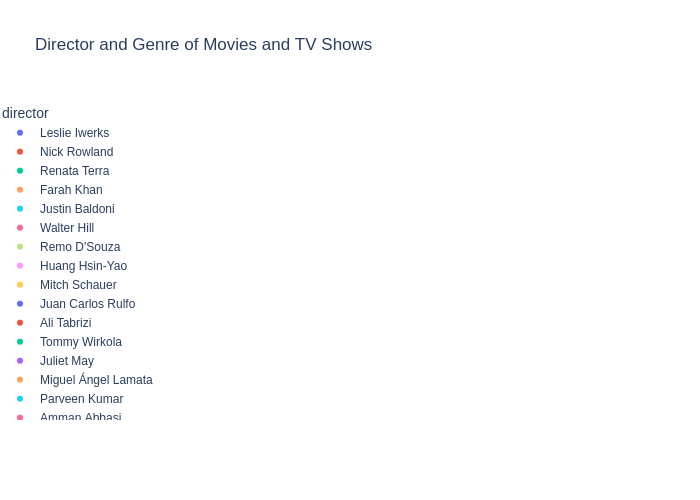 Director and Genre of Movies and TV Shows
director
Leslie Iwerks
Nick Rowland
Renata Terra
Farah Khan
Justin Baldoni
Walter Hill
Remo D'Souza
Huang Hsin-Yao
Mitch Schauer
Juan Carlos Rulfo
Ali Tabrizi
Tommy Wirkola
Juliet May
Miguel Ángel Lamata
Parveen Kumar
Amman Abbasi